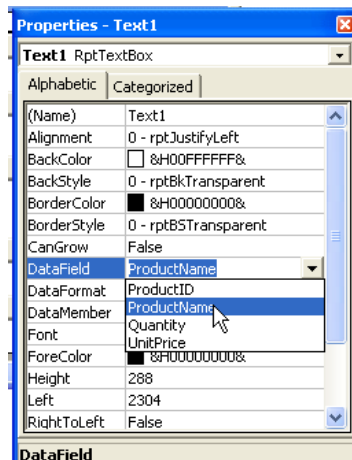 Properties - Text1
Text1 RptTextBox
Alphabetic Categorized
(Name) Text1
Alignment 0 - rptJustifyLeft
BackColor &H00FFFFFF&
BackStyle 0 - rptBkTransparent
BorderColor &H00000000&
BorderStyle 0 - rptBSTransparent
CanGrow False
DataField ProductName
DataFormat ProductID
DataMember ProductName
Font Quantity
UnitPrice
ForeColor &H00000000&
Height 288
Left 2304
RightToLeft False
DataField